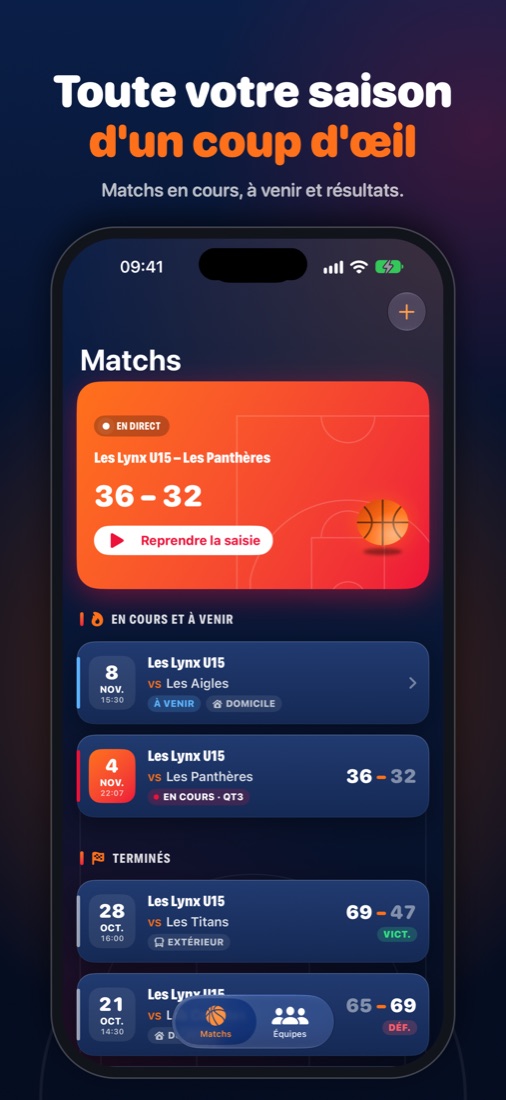 Toute votre saison
d'un coup d'œil
Matchs en cours, à venir et résultats.
09:41
Matchs
EN DIRECT
Les Lynx U15 – Les Panthères
36 – 32
Reprendre la saisie
EN COURS ET À VENIR
8
NOV.
15:30
Les Lynx U15
vs Les Aigles
À VENIR
DOMICILE
4
NOV.
22:07
Les Lynx U15
vs Les Panthères
EN COURS · QT3
36 – 32
TERMINÉS
28
OCT.
16:00
Les Lynx U15
vs Les Titans
EXTÉRIEUR
69 – 47
VICT.
21
OCT.
14:30
Les Lynx U15
vs
65 – 69
DÉF.
Matchs
Équipes